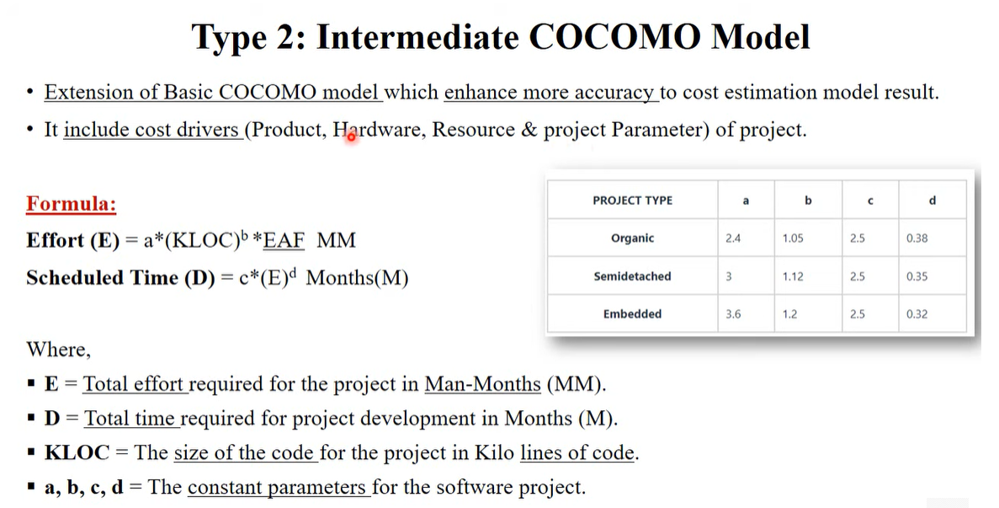 Type 2: Intermediate COCOMO Model
• Extension of Basic COCOMO model which enhance more accuracy to cost estimation model result.
• It include cost drivers (Product, Hardware, Resource & project Parameter) of project.
Formula:
Effort (E) = a*(KLOC)ᵇ *EAF MM
Scheduled Time (D) = c*(E)ᵈ Months(M)
PROJECT TYPE a b c d
Organic 2.4 1.05 2.5 0.38
Semidetached 3 1.12 2.5 0.35
Embedded 3.6 1.2 2.5 0.32
Where,
▪ E = Total effort required for the project in Man-Months (MM).
▪ D = Total time required for project development in Months (M).
▪ KLOC = The size of the code for the project in Kilo lines of code.
▪ a, b, c, d = The constant parameters for the software project.